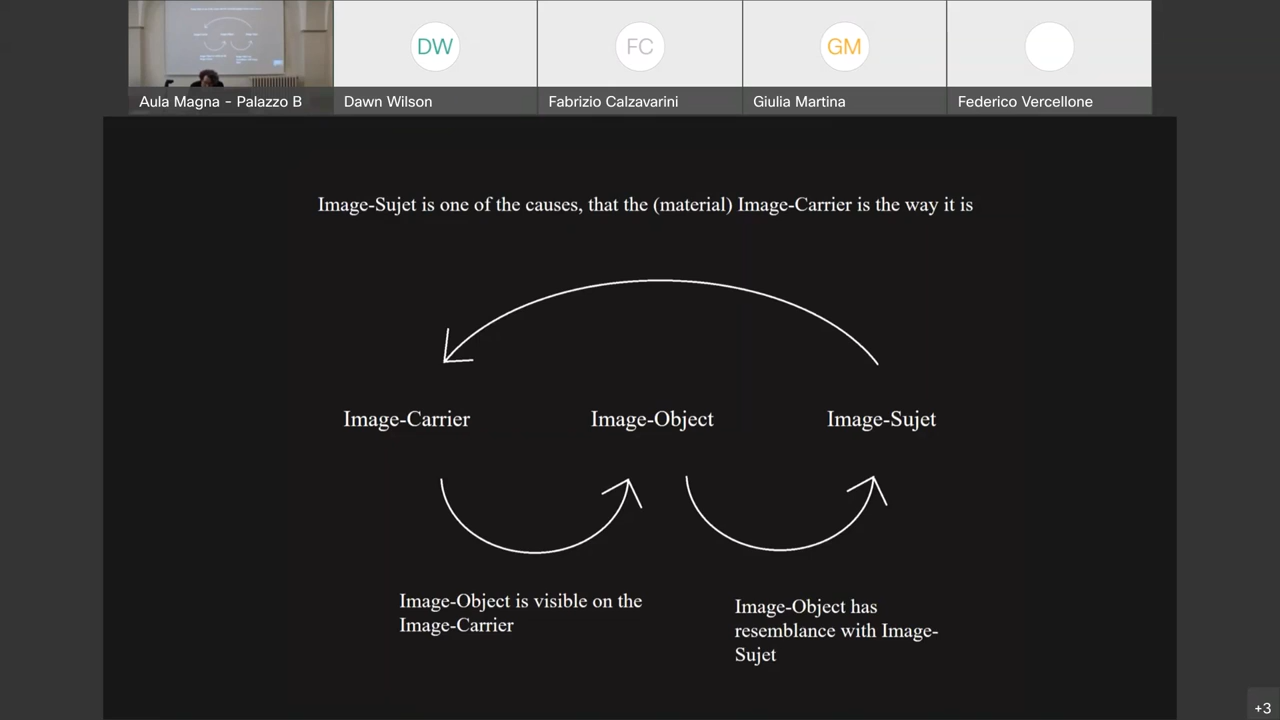 DW
FC
GM
Aula Magna - Palazzo B
Dawn Wilson
Fabrizio Calzavarini
Giulia Martina
Federico Vercellone
Image-Sujet is one of the causes, that the (material) Image-Carrier is the way it is
Image-Carrier
Image-Object
Image-Sujet
Image-Object is visible on the
Image-Carrier
Image-Object has
resemblance with Image-
Sujet
+3